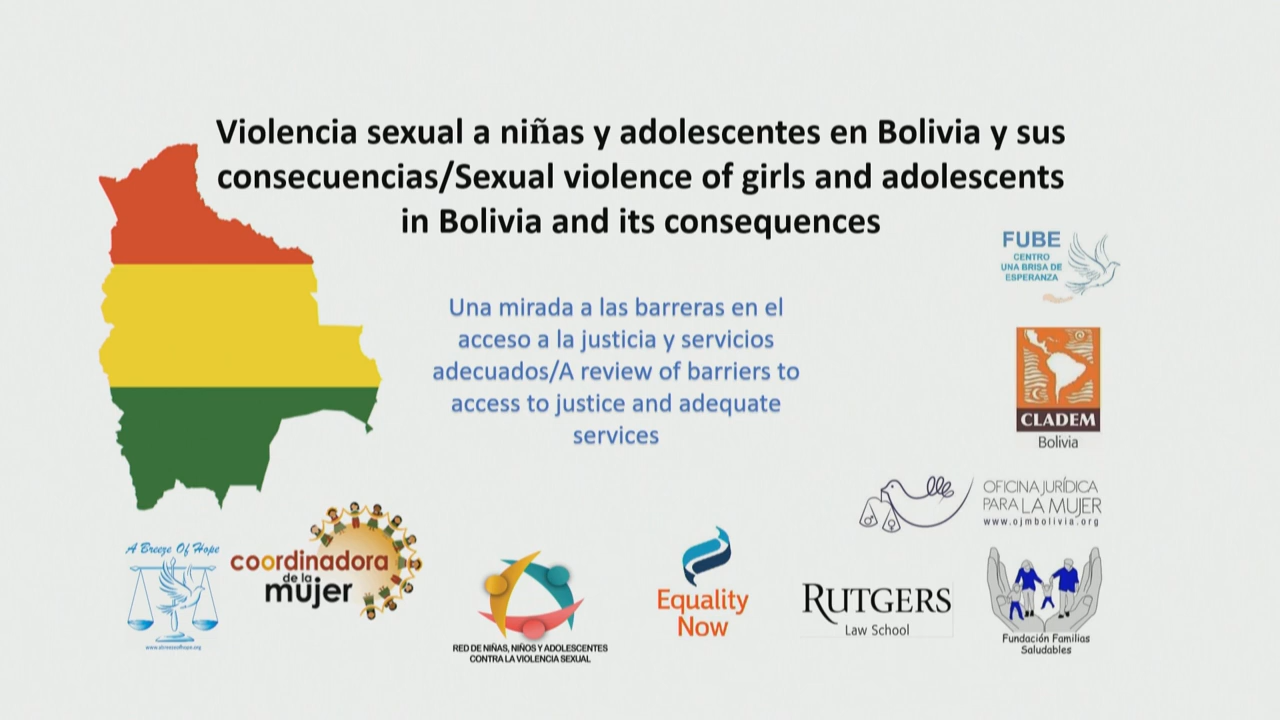 Violencia sexual a niñas y adolescentes en Bolivia y sus
consecuencias/Sexual violence of girls and adolescents
in Bolivia and its consequences
Una mirada a las barreras en el
acceso a la justicia y servicios
adecuados/A review of barriers to
access to justice and adequate
services
FUBE
CENTRO
UNA BRISA DE
ESPERANZA
CLADEM
Bolivia
OFICINA JURÍDICA
PARA LA MUJER
www.ojmbolivia.org
A Breeze Of Hope
www.abreezeofhope.org
coordinadora
de la
mujer
RED DE NIÑAS, NIÑOS Y ADOLESCENTES
CONTRA LA VIOLENCIA SEXUAL
Equality
Now
RUTGERS
Law School
Fundación Familias
Saludables